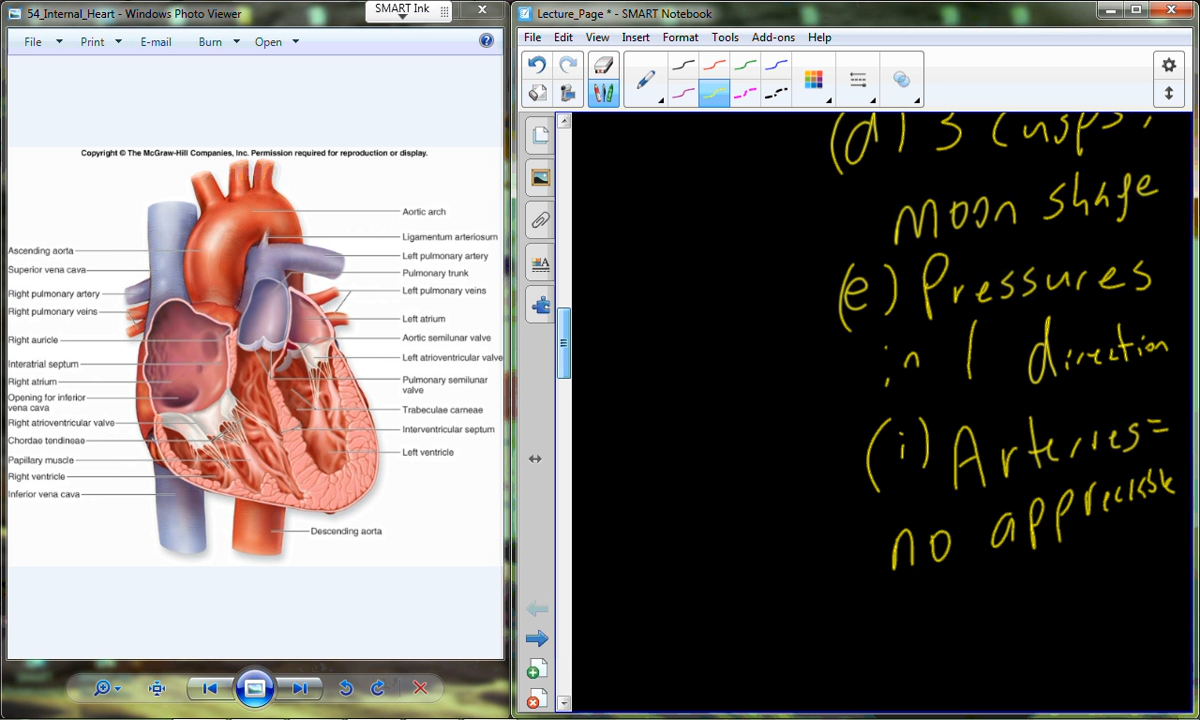 54_Internal_Heart - Windows Photo Viewer
SMART Ink
File Print E-mail Burn Open
Copyright © The McGraw-Hill Companies, Inc. Permission required for reproduction or display.
Ascending aorta
Superior vena cava
Right pulmonary artery
Right pulmonary veins
Right auricle
Interatrial septum
Right atrium
Opening for inferior
vena cava
Right atrioventricular valve
Chordae tendineae
Papillary muscle
Right ventricle
Inferior vena cava
Aortic arch
Ligamentum arteriosum
Left pulmonary artery
Pulmonary trunk
Left pulmonary veins
Left atrium
Aortic semilunar valve
Left atrioventricular valve
Pulmonary semilunar
valve
Trabeculae carneae
Interventricular septum
Left ventricle
Descending aorta
Lecture_Page * - SMART Notebook
File Edit View Insert Format Tools Add-ons Help
(d) 3 cusps,
Moon shape
(e) Pressures
in 1 direction
(i) Arteries=
no appreciable